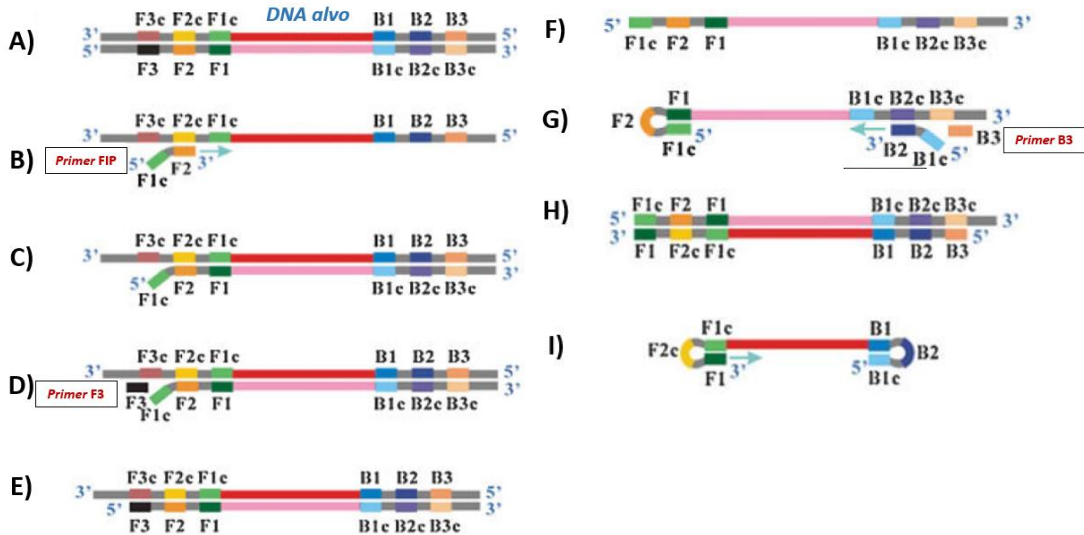 DNA alvo
A)
F3c F2c F1c B1 B2 B3
3' 5'
5' 3'
F3 F2 F1 B1c B2c B3c
B)
F3c F2c F1c B1 B2 B3
3' 5'
Primer FIP
5' F2 3'
F1c
C)
F3c F2c F1c B1 B2 B3
3' 5'
5' F2 F1 B1c B2c B3c 3'
F1c
D)
F3c F2c F1c B1 B2 B3
3' 5'
Primer F3
F3 F1c F2 F1 B1c B2c B3c 3'
E)
F3c F2c F1c B1 B2 B3
3' 5'
5' 3'
F3 F2 F1 B1c B2c B3c
F)
5' 3'
F1c F2 F1 B1c B2c B3c
G)
F1 B1c B2c B3c
F2 3'
F1c 5' 3' B2 B1c 5' B3
Primer B3
H)
F1c F2 F1 B1c B2c B3c
5' 3'
3' 5'
F1 F2c F1c B1 B2 B3
I)
F1c B1
F2c B2
F1 3' 5' B1c